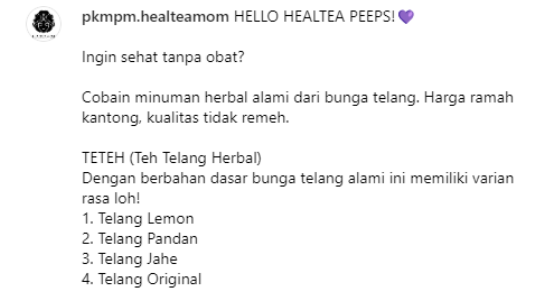 pkmpm.healteamom HELLO HEALTEA PEEPS!💜
Ingin sehat tanpa obat?
Cobain minuman herbal alami dari bunga telang. Harga ramah
kantong, kualitas tidak remeh.
TETEH (Teh Telang Herbal)
Dengan berbahan dasar bunga telang alami ini memiliki varian
rasa loh!
1. Telang Lemon
2. Telang Pandan
3. Telang Jahe
4. Telang Original